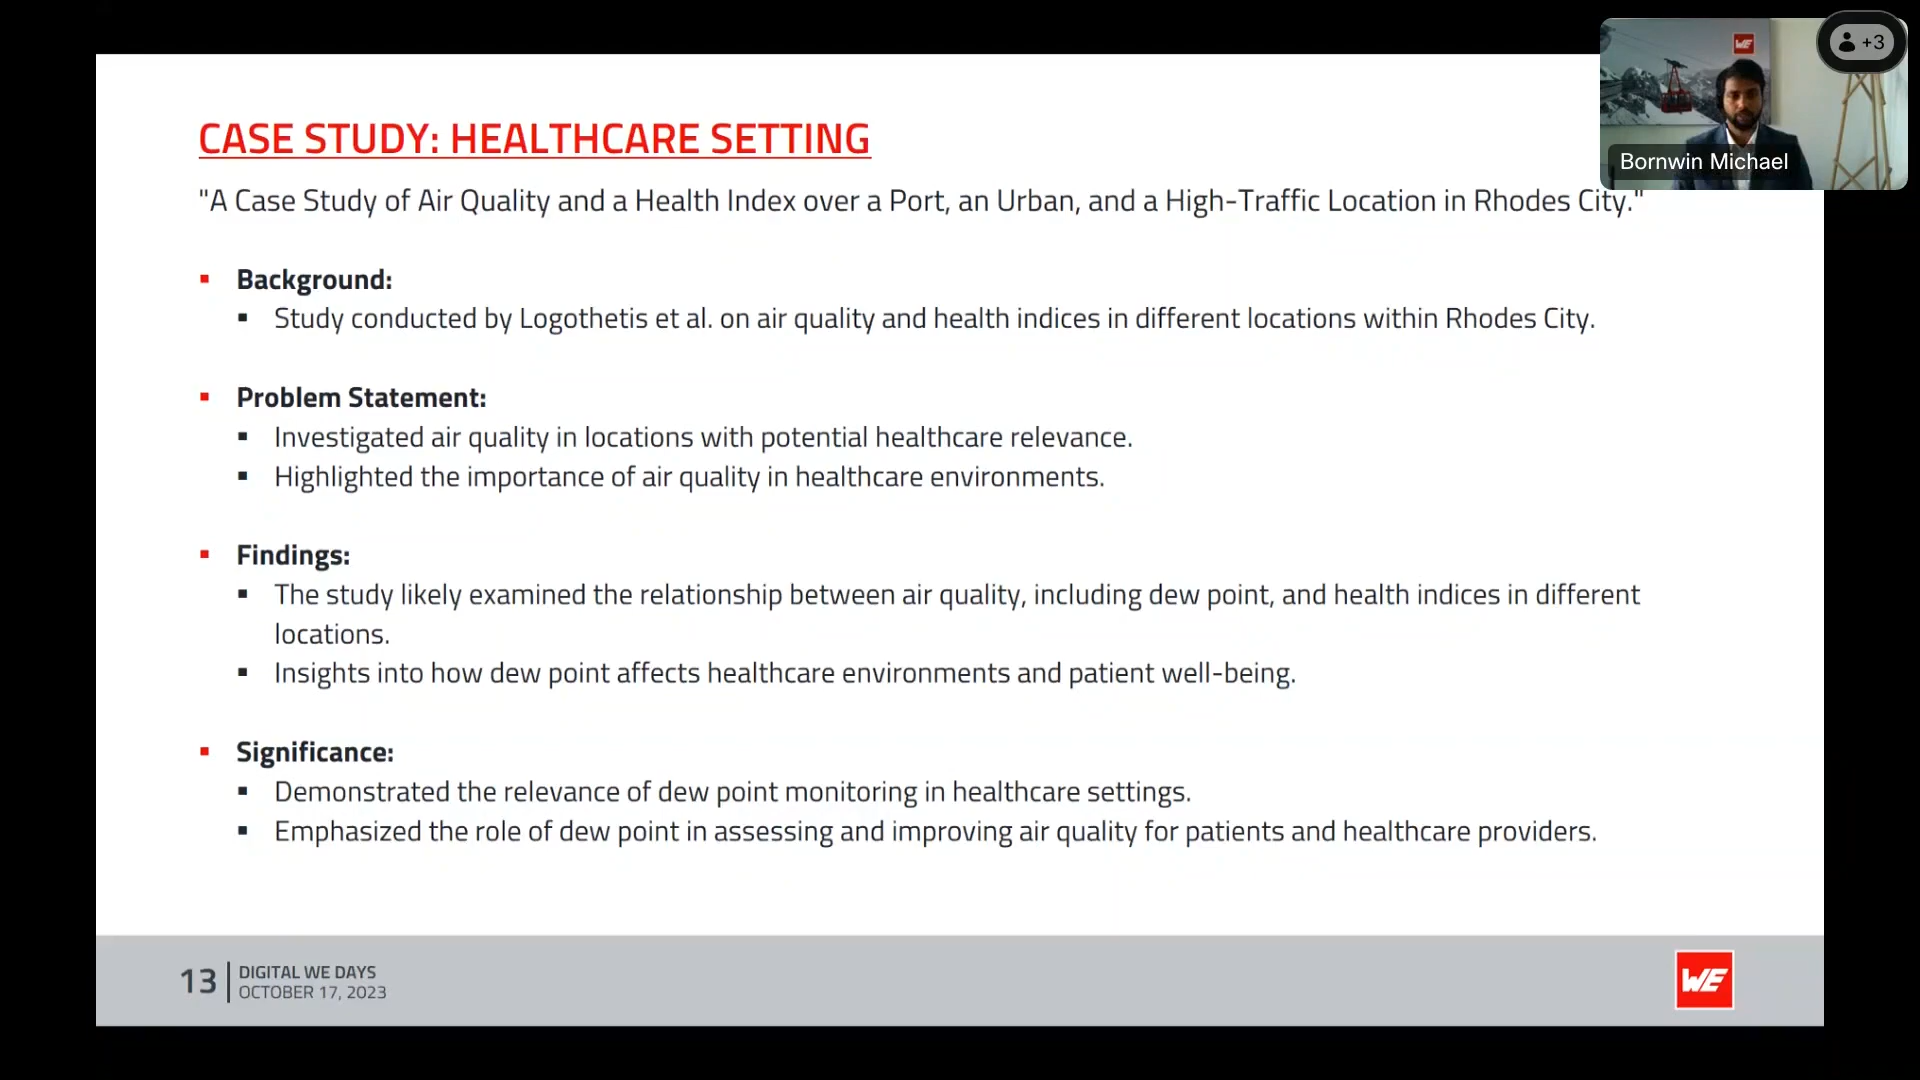 CASE STUDY: HEALTHCARE SETTING
"A Case Study of Air Quality and a Health Index over a Port, an Urban, and a High-Traffic Location in Rhodes City."
Background:
Study conducted by Logothetis et al. on air quality and health indices in different locations within Rhodes City.
Problem Statement:
Investigated air quality in locations with potential healthcare relevance.
Highlighted the importance of air quality in healthcare environments.
Findings:
The study likely examined the relationship between air quality, including dew point, and health indices in different
locations.
Insights into how dew point affects healthcare environments and patient well-being.
Significance:
Demonstrated the relevance of dew point monitoring in healthcare settings.
Emphasized the role of dew point in assessing and improving air quality for patients and healthcare providers.
13
DIGITAL WE DAYS
OCTOBER 17, 2023
WE
WE
+3
Bornwin Michael